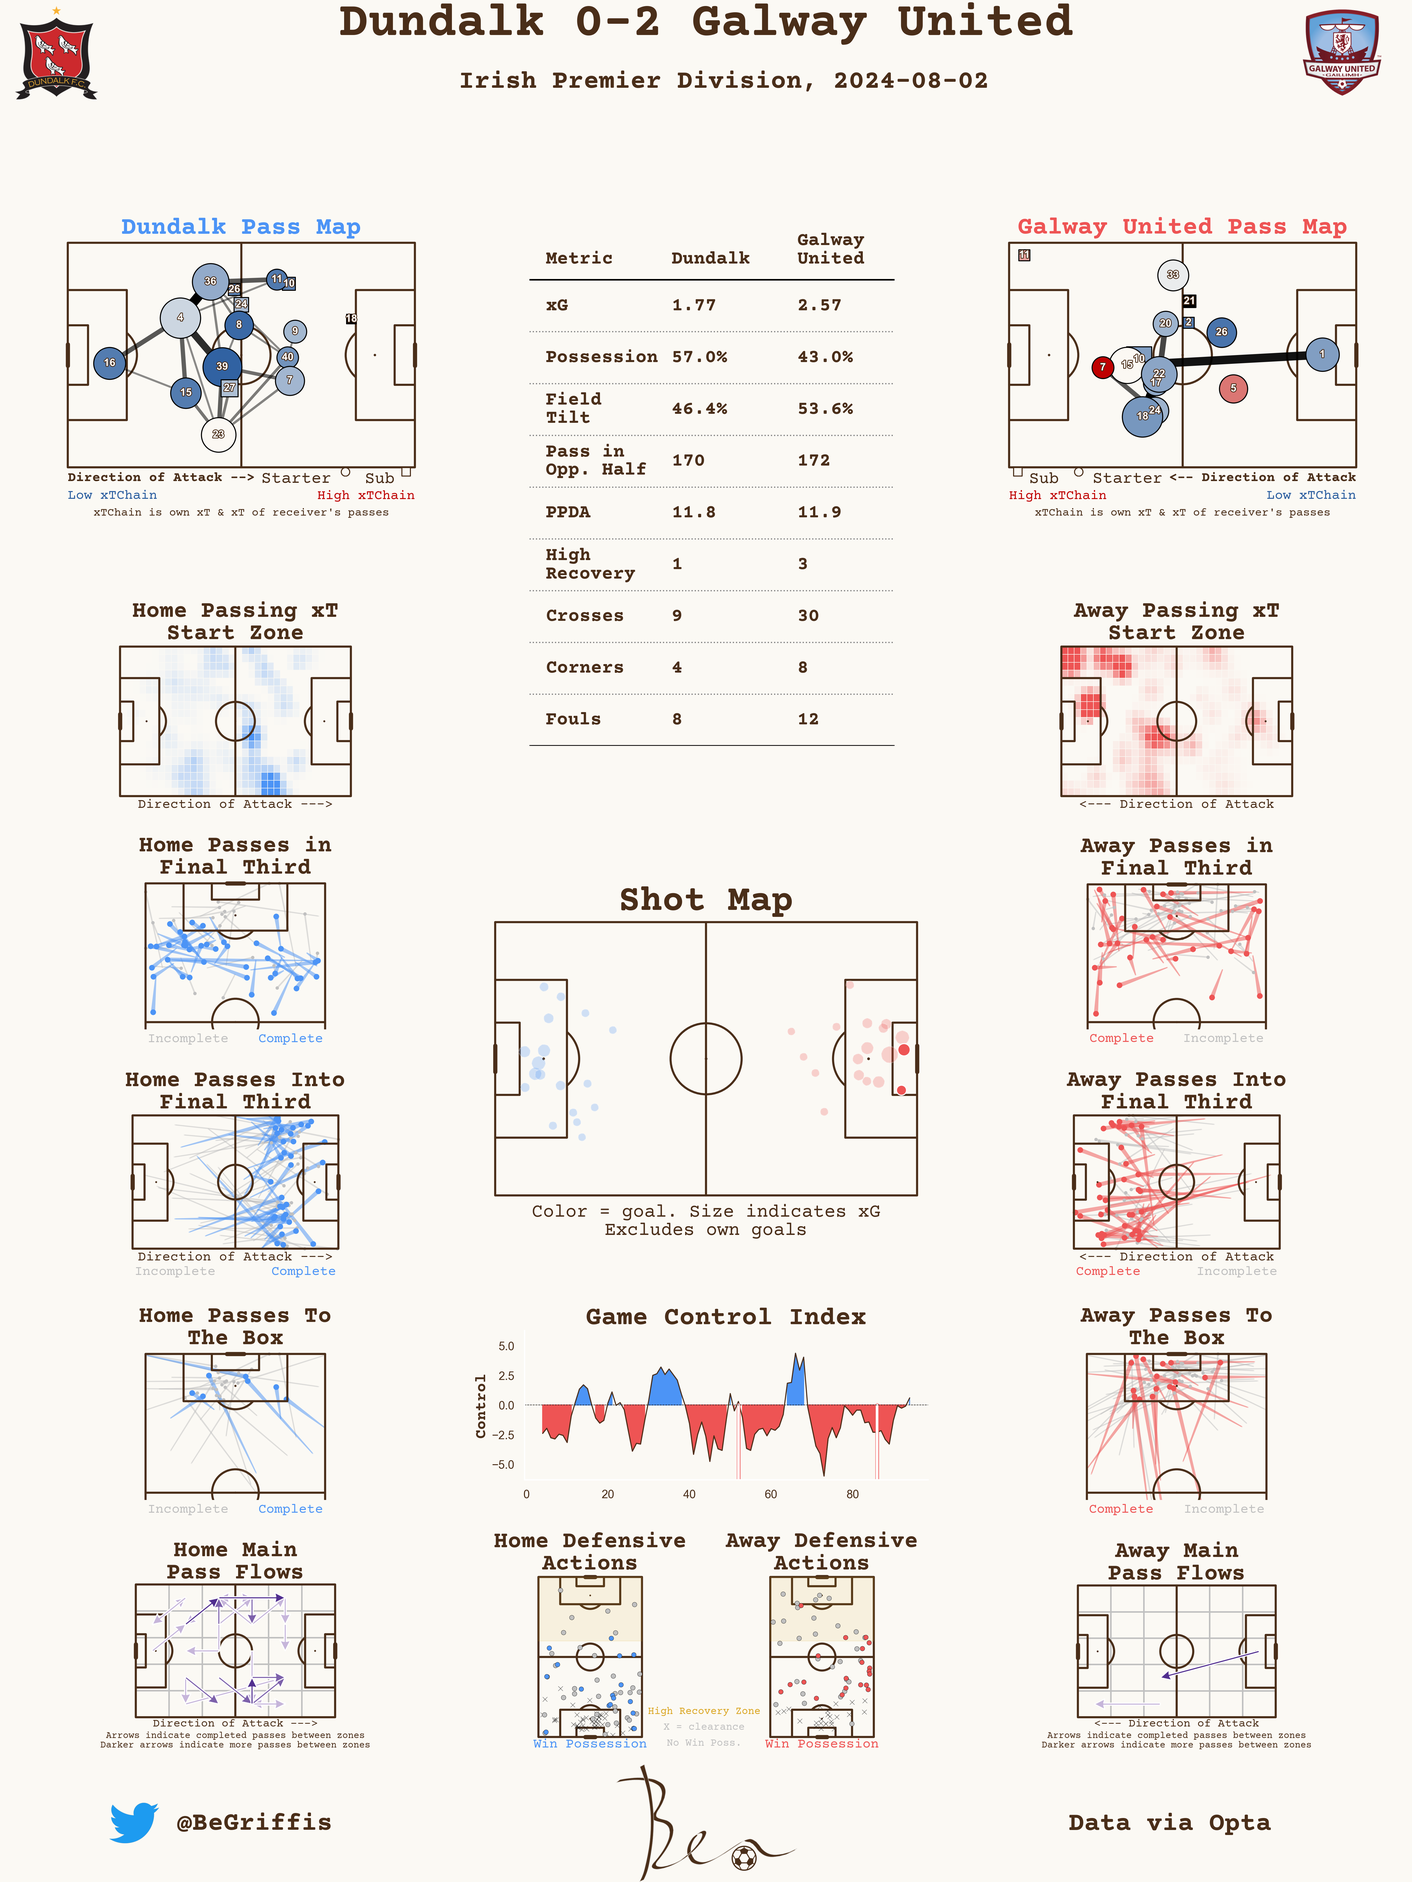 Dundalk 0-2 Galway United
Irish Premier Division, 2024-08-02
DUNDALK F.C.
GALWAY UNITED
GAILLIMH
Dundalk Pass Map
36
11
10
26
24
4
8
9
18
16
39
40
7
15
27
23
Direction of Attack --> Starter Sub
Low xTChain High xTChain
xTChain is own xT & xT of receiver's passes
Metric Dundalk Galway United
xG 1.77 2.57
Possession 57.0% 43.0%
Field Tilt 46.4% 53.6%
Pass in Opp. Half 170 172
PPDA 11.8 11.9
High Recovery 1 3
Crosses 9 30
Corners 4 8
Fouls 8 12
Galway United Pass Map
11
33
21
20
2
26
10
15
1
7
22
17
5
18
24
Sub Starter <-- Direction of Attack
High xTChain Low xTChain
xTChain is own xT & xT of receiver's passes
Home Passing xT
Start Zone
Direction of Attack --->
Away Passing xT
Start Zone
<--- Direction of Attack
Home Passes in
Final Third
Incomplete Complete
Away Passes in
Final Third
Complete Incomplete
Shot Map
Color = goal. Size indicates xG
Excludes own goals
Home Passes Into
Final Third
Direction of Attack --->
Incomplete Complete
Away Passes Into
Final Third
<--- Direction of Attack
Complete Incomplete
Home Passes To
The Box
Incomplete Complete
Game Control Index
Control
5.0
2.5
0.0
−2.5
−5.0
0 20 40 60 80
Away Passes To
The Box
Complete Incomplete
Home Main
Pass Flows
Direction of Attack --->
Arrows indicate completed passes between zones
Darker arrows indicate more passes between zones
Home Defensive
Actions
Win Possession
Away Defensive
Actions
Win Possession
High Recovery Zone
X = clearance
No Win Poss.
Away Main
Pass Flows
<--- Direction of Attack
Arrows indicate completed passes between zones
Darker arrows indicate more passes between zones
@BeGriffis
Ben
Data via Opta